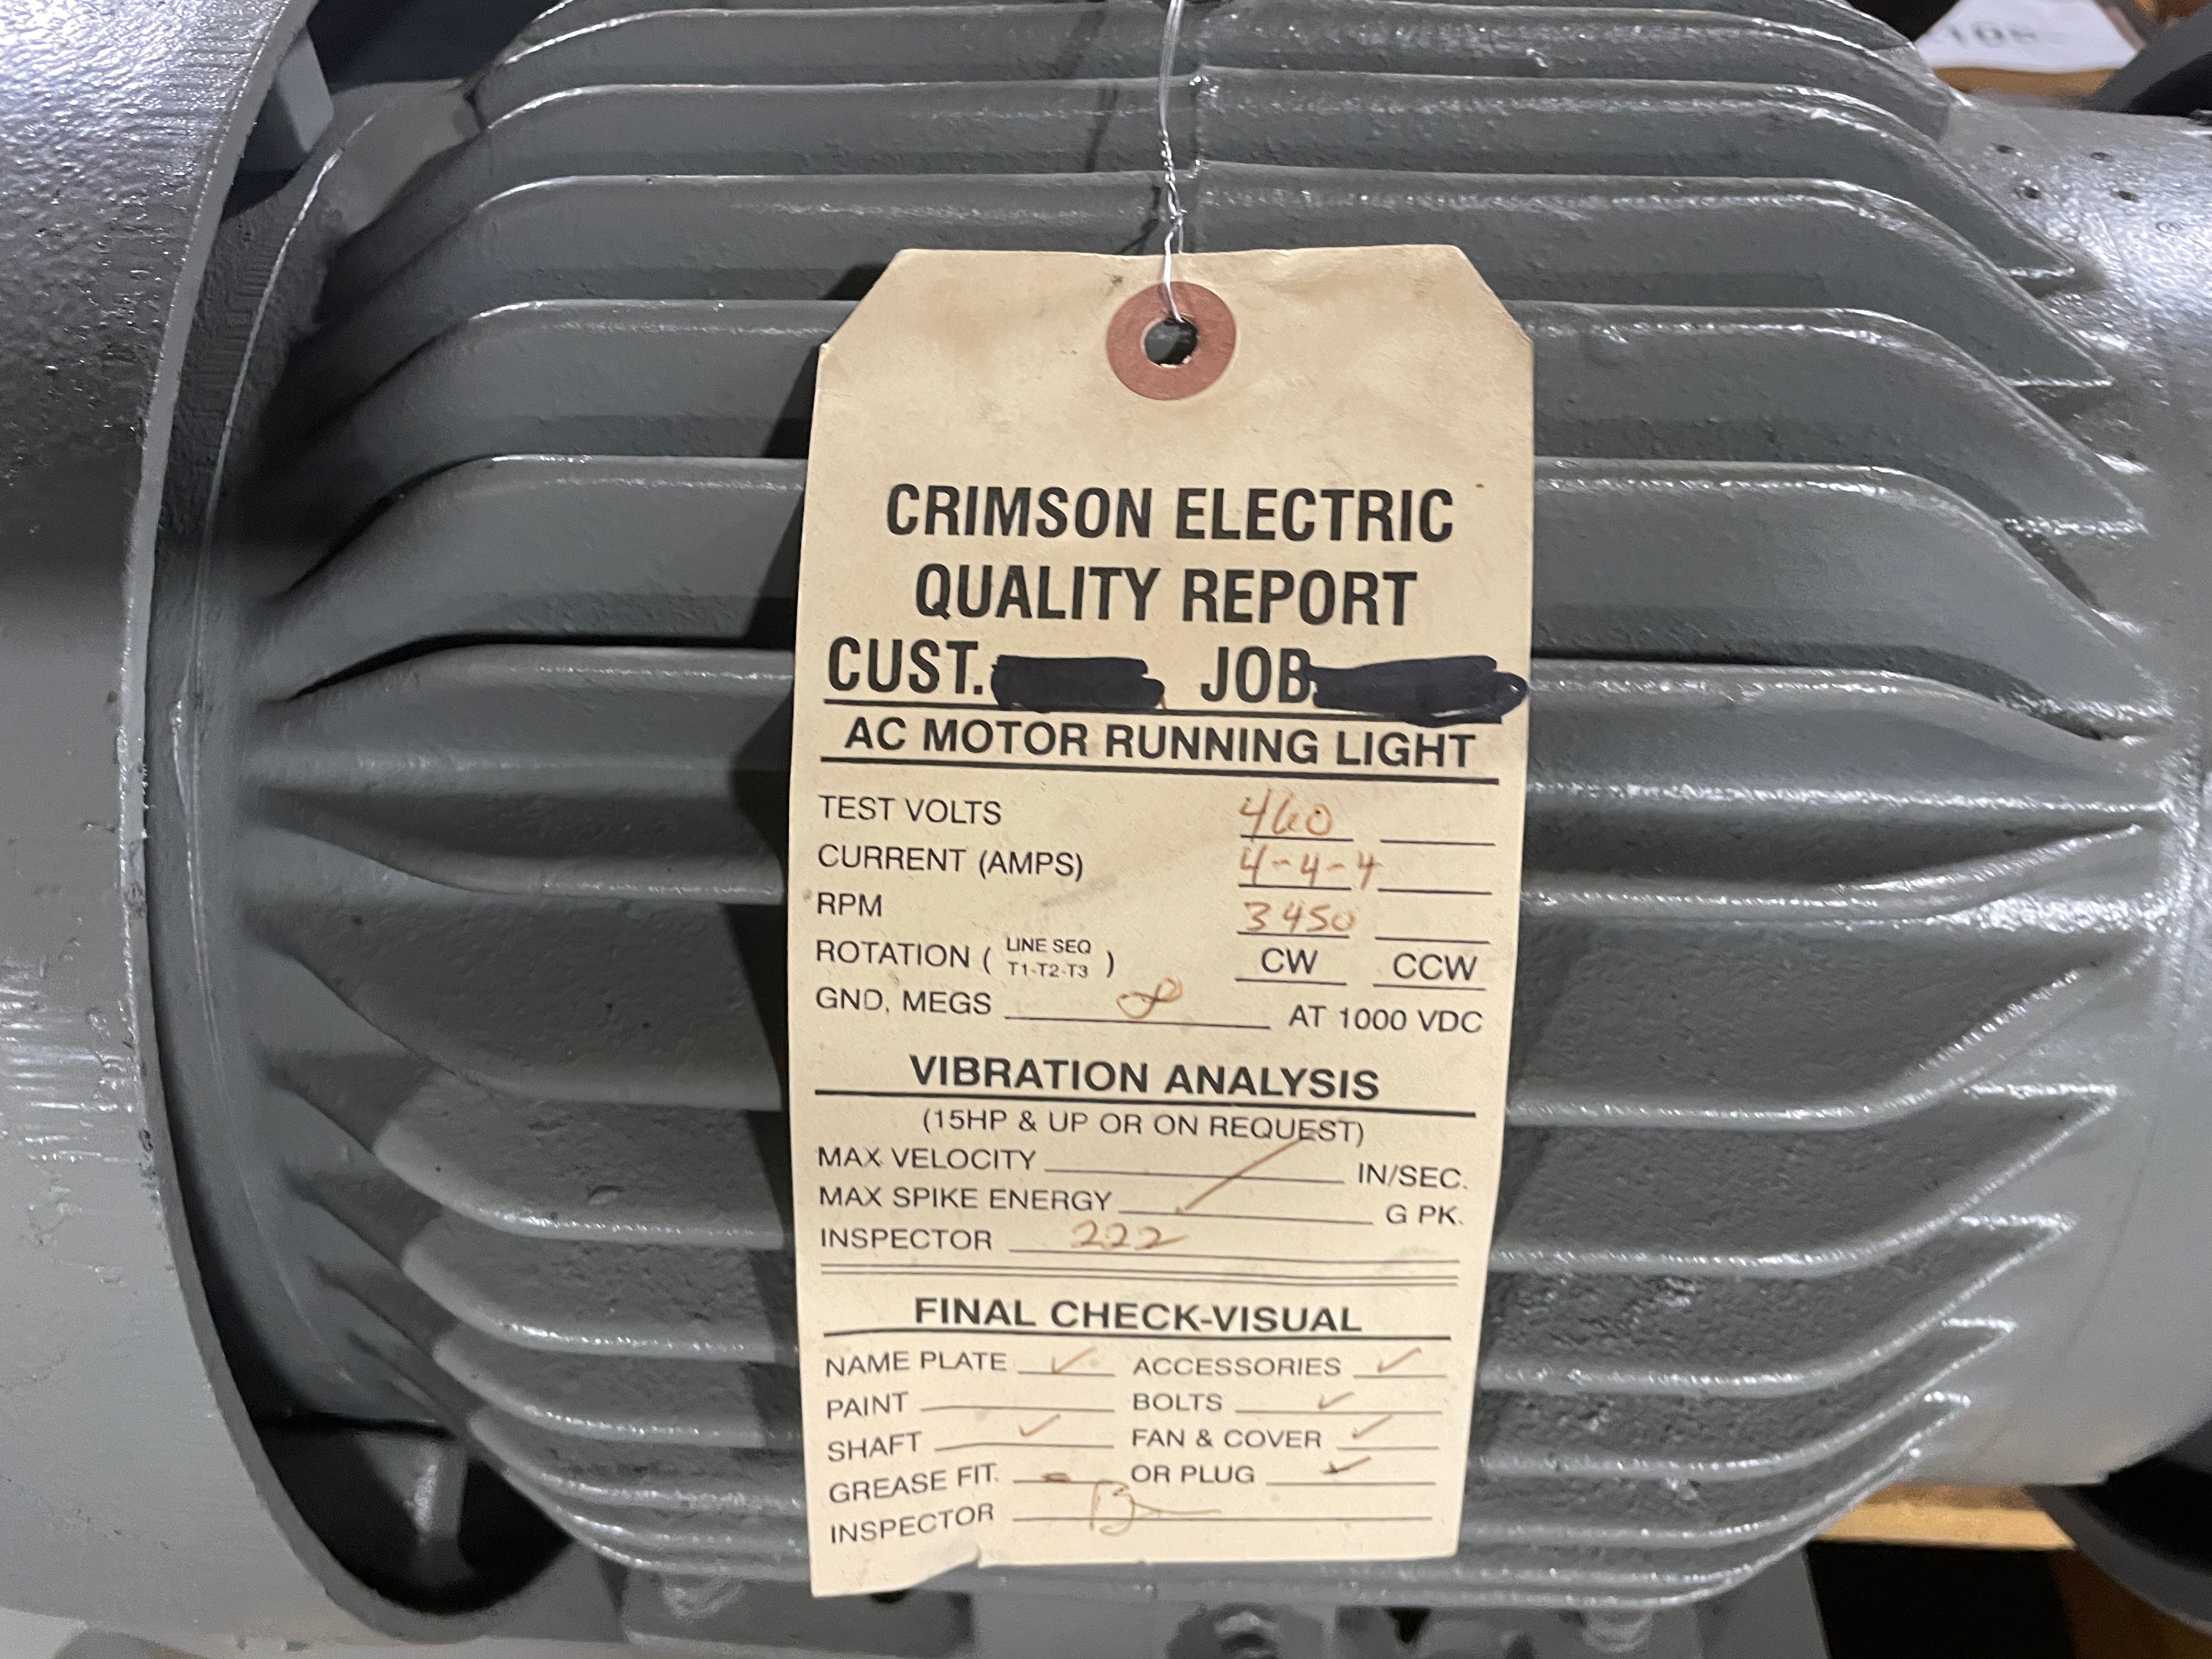 CRIMSON ELECTRIC
QUALITY REPORT
CUST. JOB
AC MOTOR RUNNING LIGHT
TEST VOLTS 460
CURRENT (AMPS) 4-4-4
RPM 3450
ROTATION ( LINE SEQ T1-T2-T3 ) CW CCW
GND, MEGS ∞ AT 1000 VDC
VIBRATION ANALYSIS
(15HP & UP OR ON REQUEST)
MAX VELOCITY IN/SEC.
MAX SPIKE ENERGY G PK.
INSPECTOR 222
FINAL CHECK-VISUAL
NAME PLATE ✓ ACCESSORIES ✓
PAINT BOLTS ✓
SHAFT ✓ FAN & COVER ✓
GREASE FIT. - OR PLUG ✓
INSPECTOR